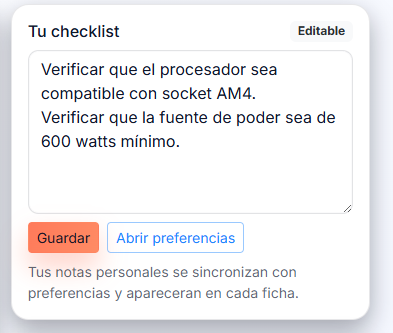 Tu checklist
Editable
Verificar que el procesador sea
compatible con socket AM4.
Verificar que la fuente de poder sea de
600 watts mínimo.
Guardar
Abrir preferencias
Tus notas personales se sincronizan con
preferencias y apareceran en cada ficha.